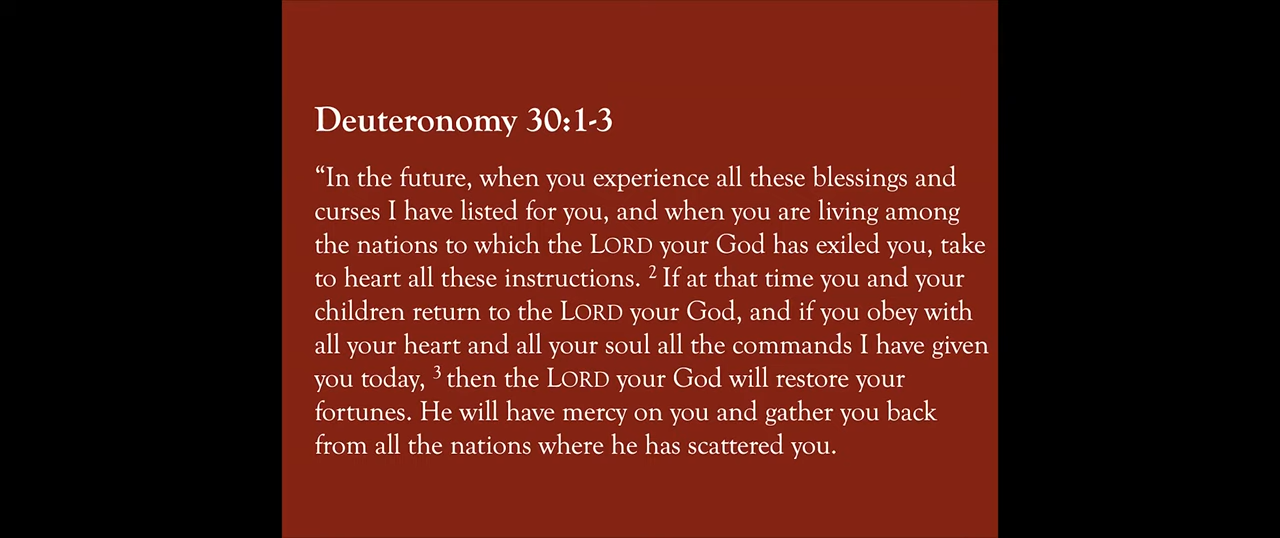 Deuteronomy 30:1-3
“In the future, when you experience all these blessings and
curses I have listed for you, and when you are living among
the nations to which the LORD your God has exiled you, take
to heart all these instructions. ² If at that time you and your
children return to the LORD your God, and if you obey with
all your heart and all your soul all the commands I have given
you today, ³ then the LORD your God will restore your
fortunes. He will have mercy on you and gather you back
from all the nations where he has scattered you.